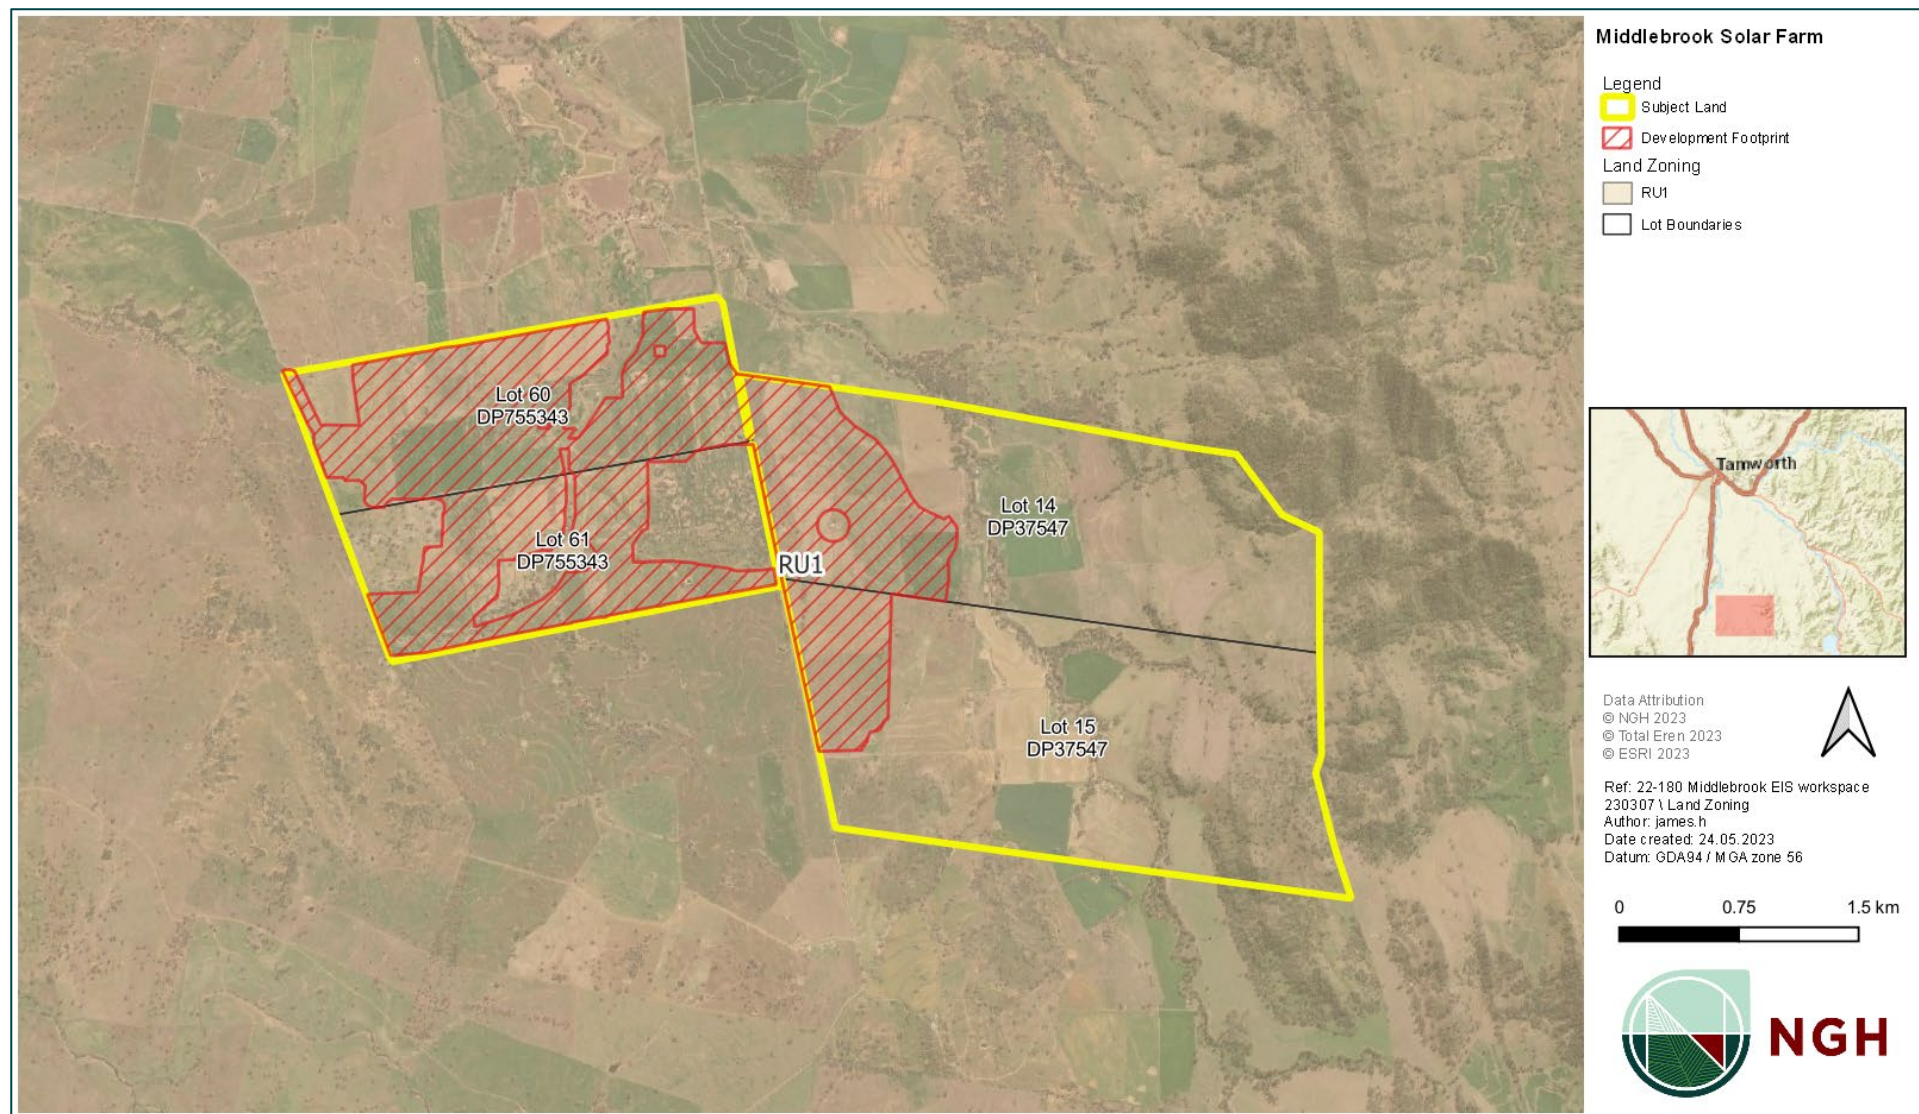 Middlebrook Solar Farm
Legend
Subject Land
Development Footprint
Land Zoning
RU1
Lot Boundaries
Lot 60
DP755343
Lot 61
DP755343
RU1
Lot 14
DP37547
Lot 15
DP37547
Tamworth
Data Attribution
© NGH 2023
© Total Eren 2023
© ESRI 2023
Ref: 22-180 Middlebrook EIS workspace
230307 \ Land Zoning
Author: james.h
Date created: 24.05.2023
Datum: GDA94 / MGA zone 56
0 0.75 1.5 km
NGH